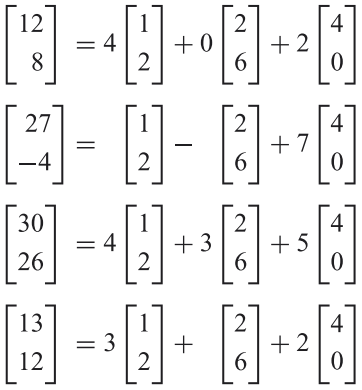 [12 8] = 4 [1 2] + 0 [2 6] + 2 [4 0]
[27 −4] = [1 2] − [2 6] + 7 [4 0]
[30 26] = 4 [1 2] + 3 [2 6] + 5 [4 0]
[13 12] = 3 [1 2] + [2 6] + 2 [4 0]